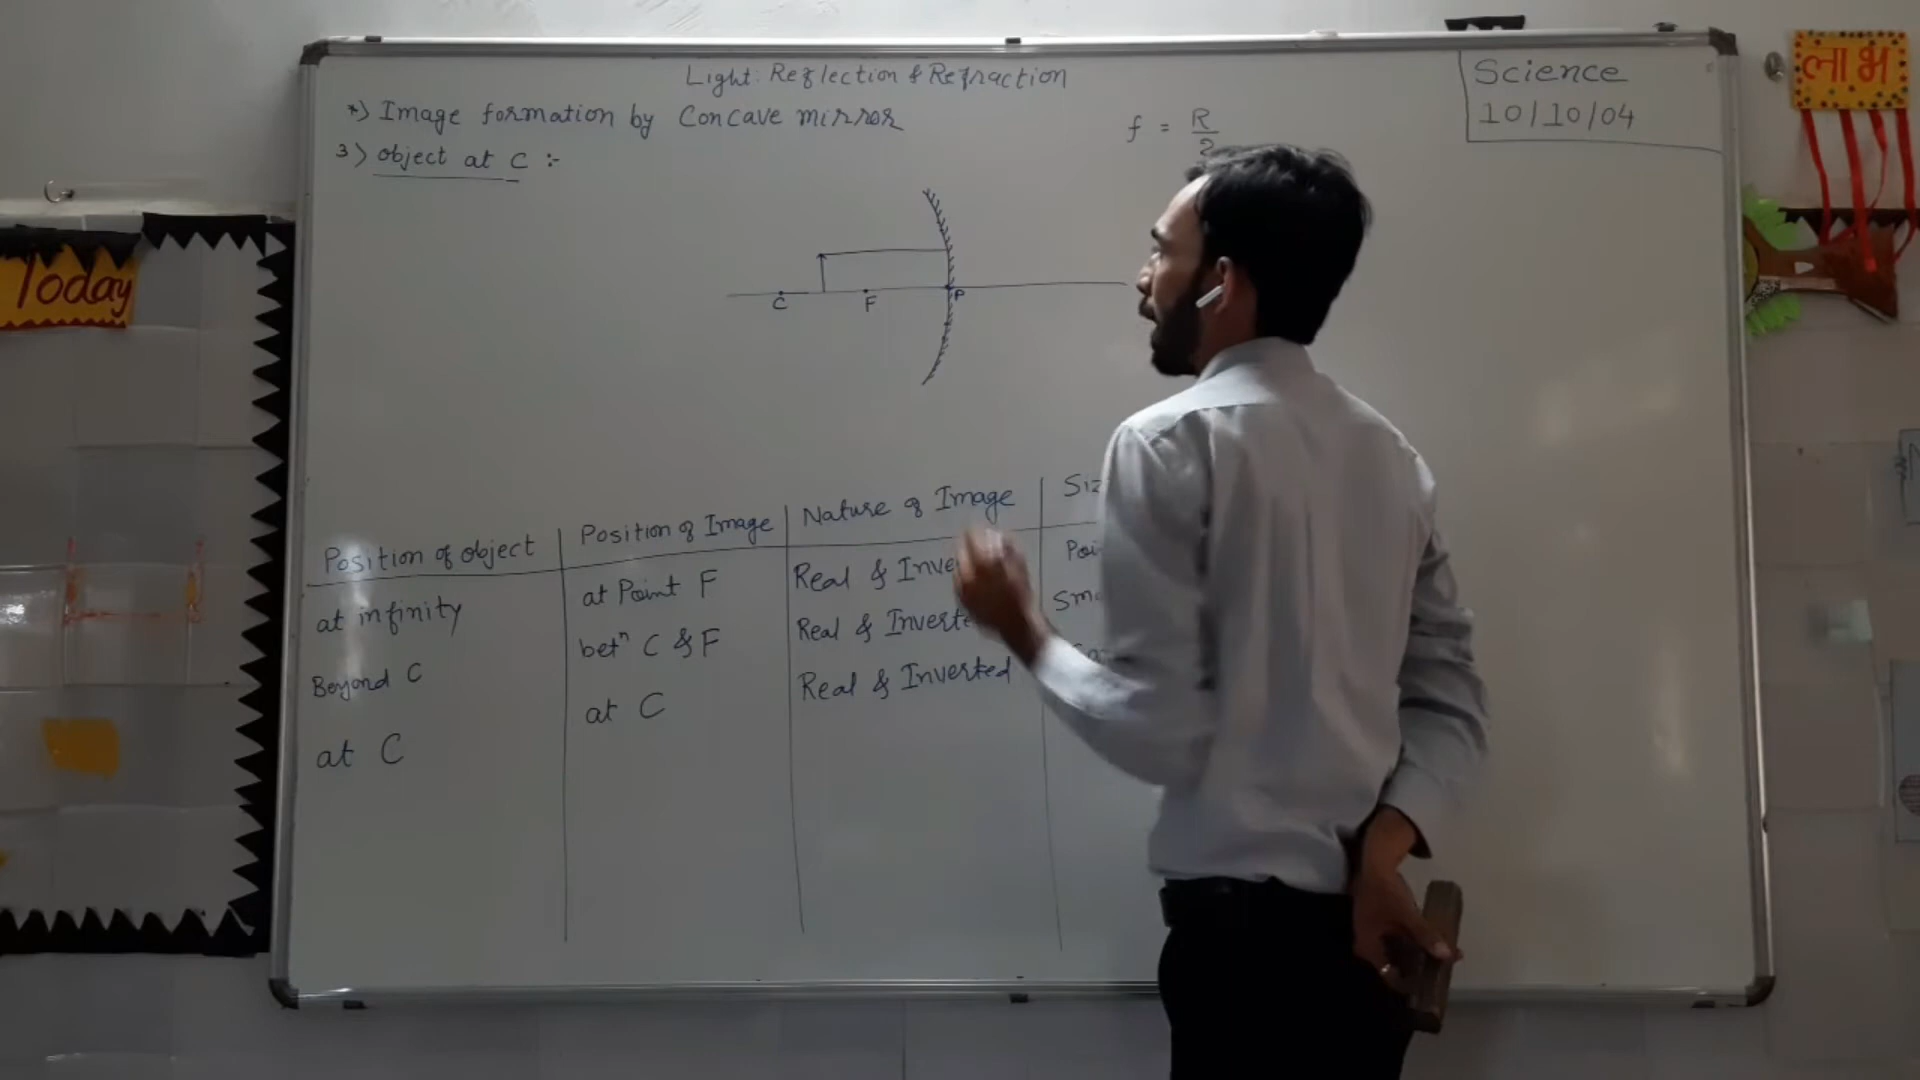 Light: Reflection & Refraction
Science
10/10/04
*) Image formation by Concave mirror
f = R/2
3) object at C :-
C F P
Position of object | Position of Image | Nature of Image
at infinity | at Point F | Real &
Beyond C | betⁿ C & F | Real &
at C | at C | Real & Inverted
Today
लाभ